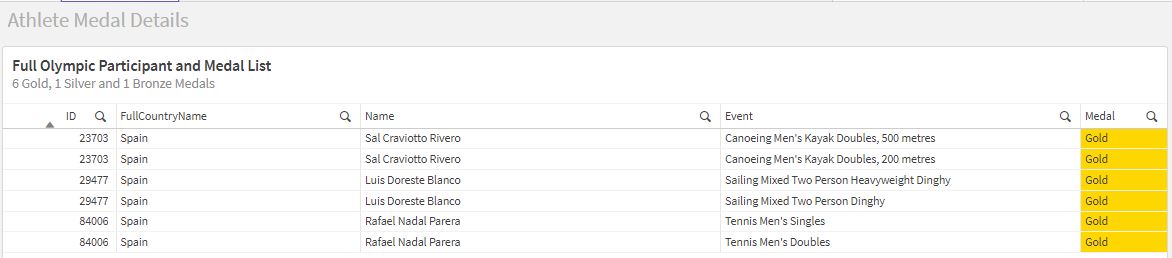 Athlete Medal Details
Full Olympic Participant and Medal List
6 Gold, 1 Silver and 1 Bronze Medals
ID FullCountryName Name Event Medal
23703 Spain Sal Craviotto Rivero Canoeing Men's Kayak Doubles, 500 metres Gold
23703 Spain Sal Craviotto Rivero Canoeing Men's Kayak Doubles, 200 metres Gold
29477 Spain Luis Doreste Blanco Sailing Mixed Two Person Heavyweight Dinghy Gold
29477 Spain Luis Doreste Blanco Sailing Mixed Two Person Dinghy Gold
84006 Spain Rafael Nadal Parera Tennis Men's Singles Gold
84006 Spain Rafael Nadal Parera Tennis Men's Doubles Gold